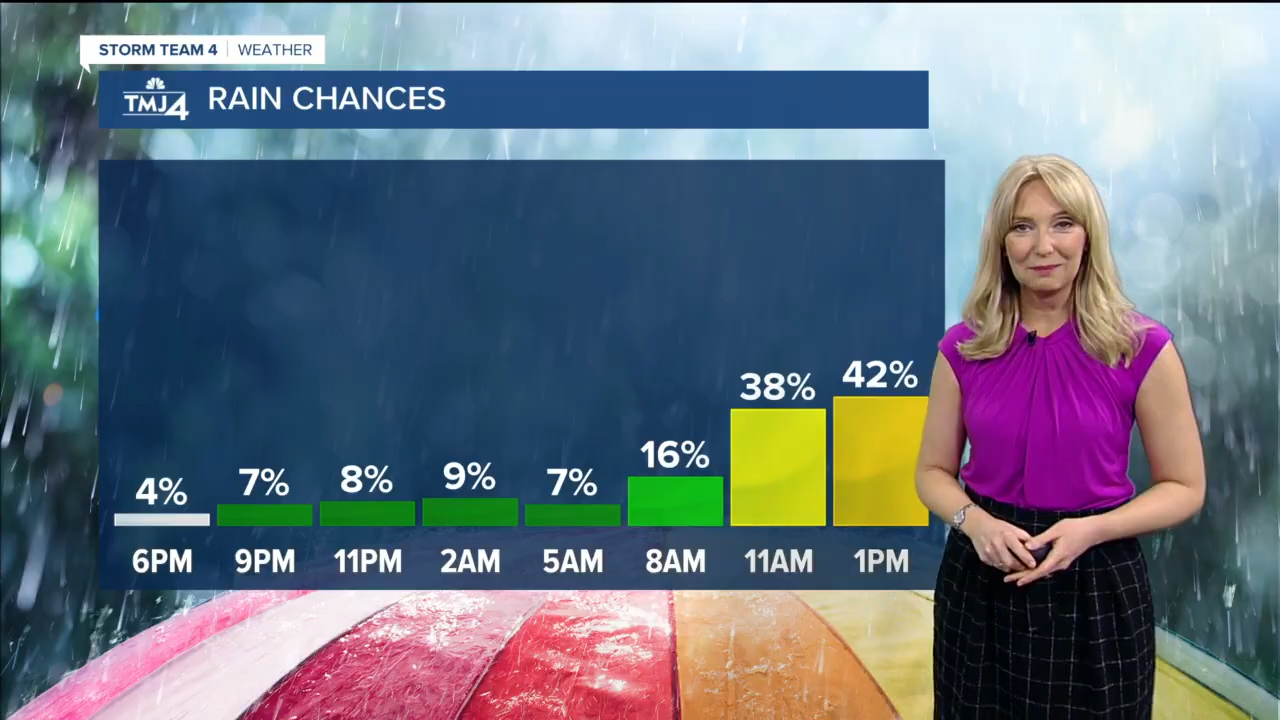 STORM TEAM 4 | WEATHER
TMJ4 RAIN CHANCES
4% 7% 8% 9% 7% 16% 38% 42%
6PM 9PM 11PM 2AM 5AM 8AM 11AM 1PM